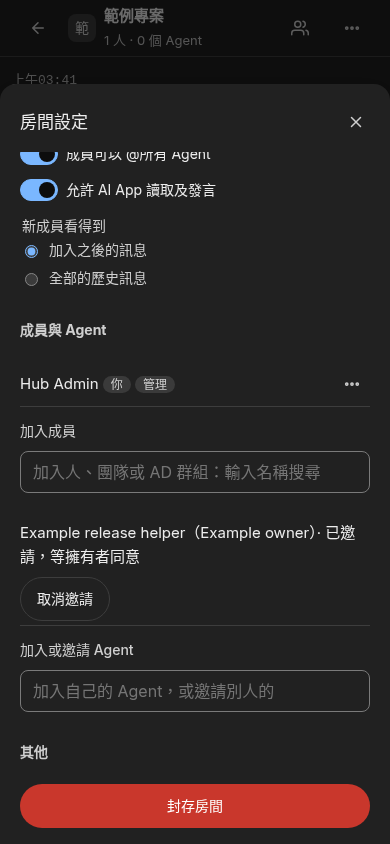 範 範例專案
1 人 · 0 個 Agent
上午03:41
房間設定
成員可以 @所有 Agent
允許 AI App 讀取及發言
新成員看得到
加入之後的訊息
全部的歷史訊息
成員與 Agent
Hub Admin 你 管理
加入成員
加入人、團隊或 AD 群組：輸入名稱搜尋
Example release helper（Example owner）· 已邀
請，等擁有者同意
取消邀請
加入或邀請 Agent
加入自己的 Agent，或邀請別人的
其他
封存房間